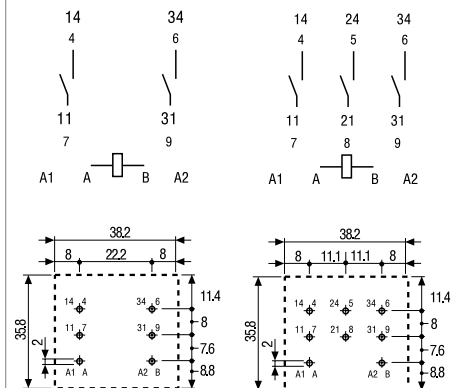 14 34
4 6
11 31
7 9
A1 A B A2
14 24 34
4 5 6
11 21 31
7 8 9
A1 A B A2
38.2
8 22.2 8
35.8
2
14 4 34 6
11 7 31 9
A1 A A2 B
11.4
8
7.6
8.8
38.2
8 11.1 11.1 8
35.8
2
14 4 24 5 34 6
11 7 21 8 31 9
A1 A A2 B
11.4
8
7.6
8.8